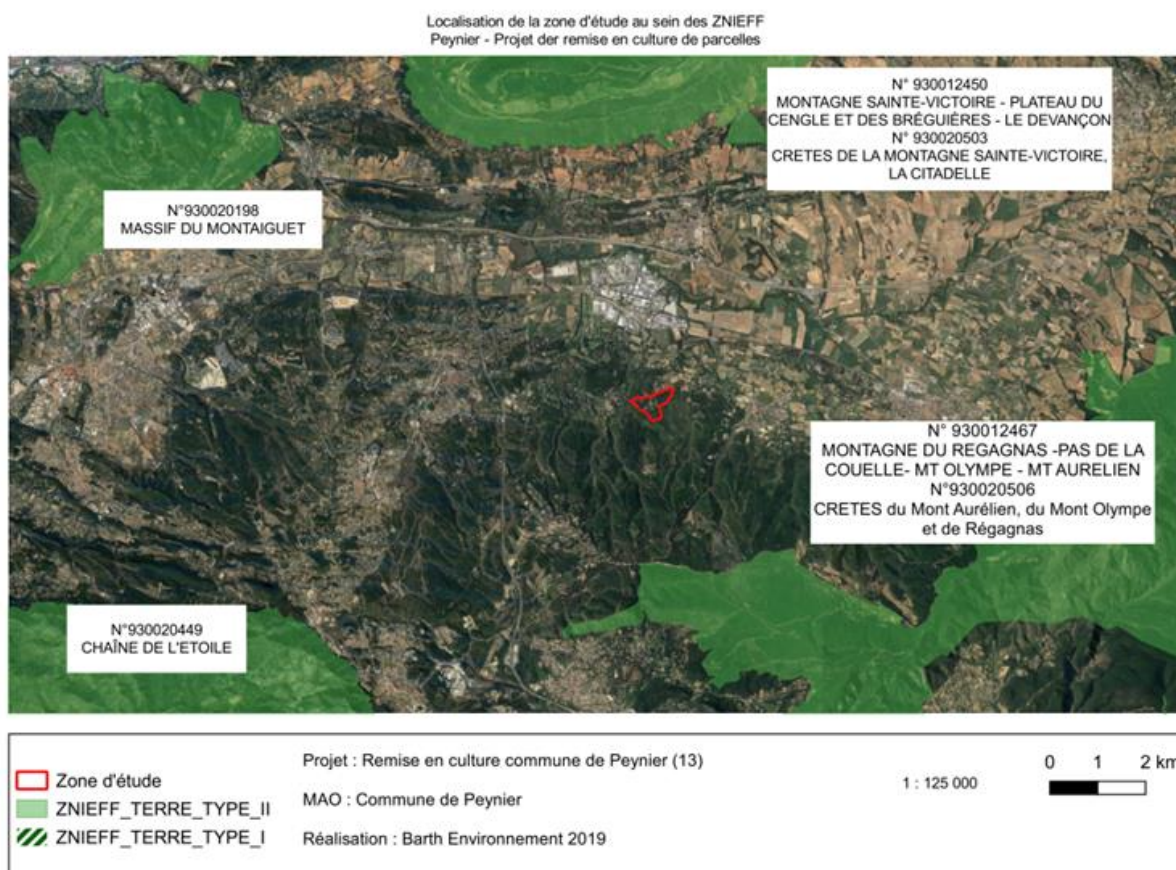 Localisation de la zone d'étude au sein des ZNIEFF
Peynier - Projet der remise en culture de parcelles
N° 930012450
MONTAGNE SAINTE-VICTOIRE - PLATEAU DU
CENGLE ET DES BRÉGUIÈRES - LE DEVANÇON
N° 930020503
CRETES DE LA MONTAGNE SAINTE-VICTOIRE,
LA CITADELLE
N°930020198
MASSIF DU MONTAIGUET
N° 930012467
MONTAGNE DU REGAGNAS -PAS DE LA
COUELLE- MT OLYMPE - MT AURELIEN
N°930020506
CRETES du Mont Aurélien, du Mont Olympe
et de Régagnas
N°930020449
CHAÎNE DE L'ETOILE
Zone d'étude
ZNIEFF_TERRE_TYPE_II
ZNIEFF_TERRE_TYPE_I
Projet : Remise en culture commune de Peynier (13)
MAO : Commune de Peynier
Réalisation : Barth Environnement 2019
1 : 125 000
0 1 2 km